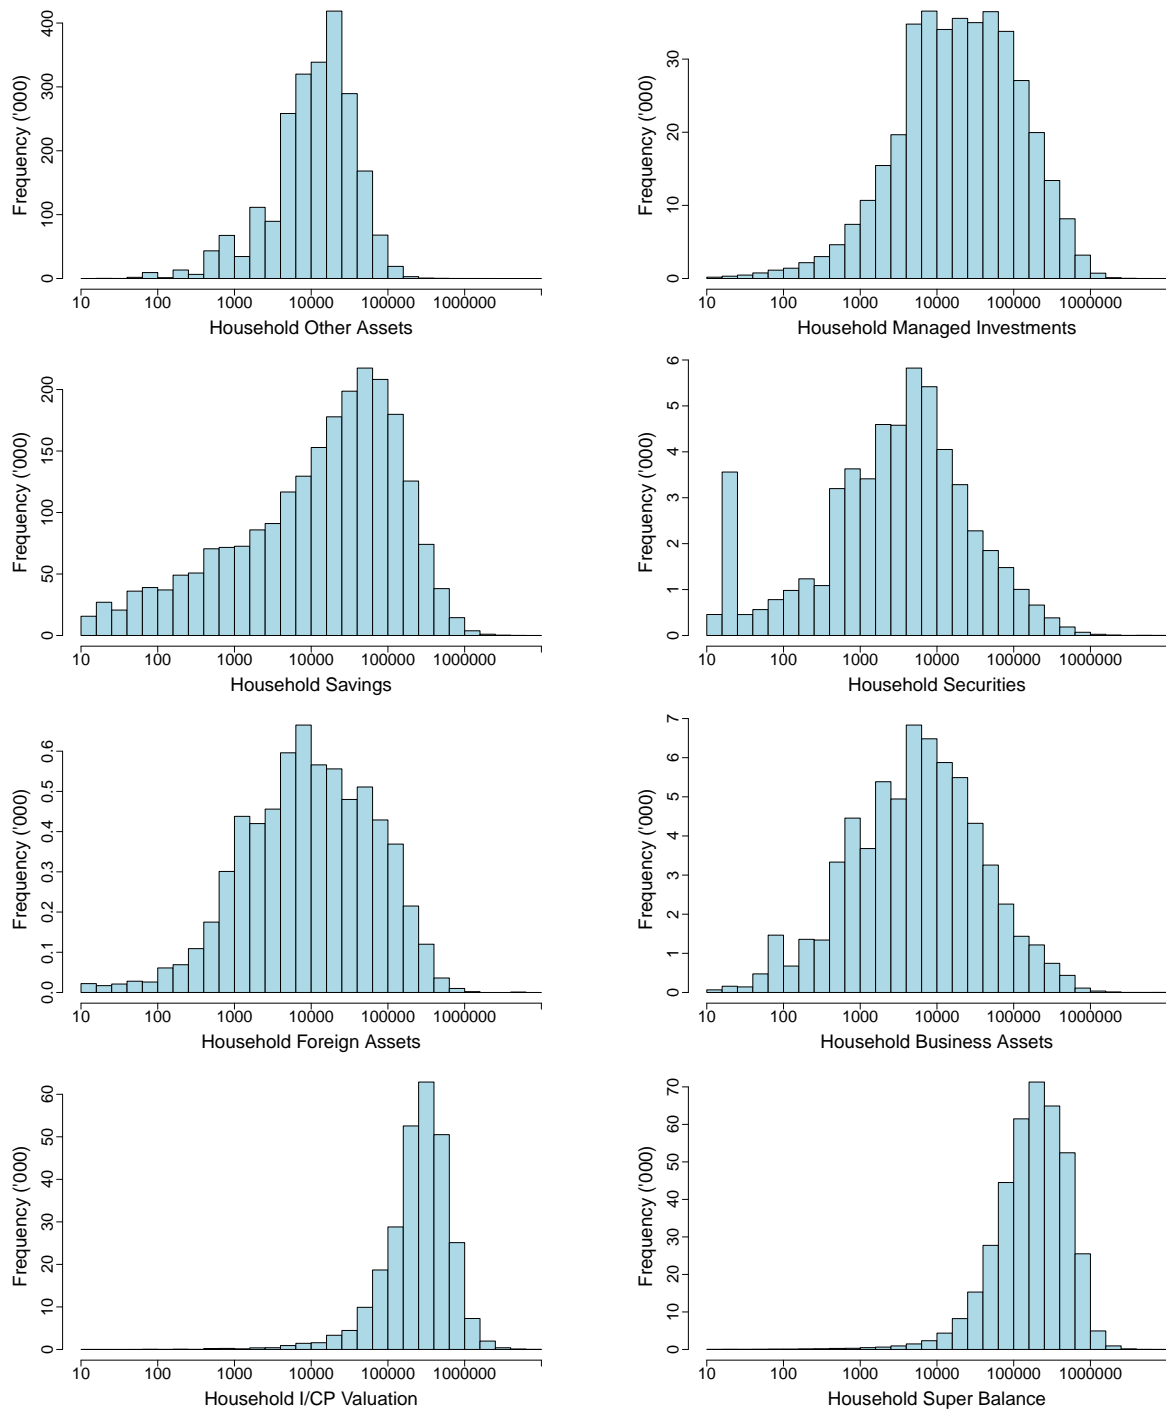 Frequency ('000)
400
300
200
100
0
10 100 1000 10000 100000 1000000
Household Other Assets
Frequency ('000)
30
20
10
0
10 100 1000 10000 100000 1000000
Household Managed Investments
Frequency ('000)
200
150
100
50
0
10 100 1000 10000 100000 1000000
Household Savings
Frequency ('000)
6
5
4
3
2
1
0
10 100 1000 10000 100000 1000000
Household Securities
Frequency ('000)
0.6
0.5
0.4
0.3
0.2
0.1
0.0
10 100 1000 10000 100000 1000000
Household Foreign Assets
Frequency ('000)
7
6
5
4
3
2
1
0
10 100 1000 10000 100000 1000000
Household Business Assets
Frequency ('000)
60
50
40
30
20
10
0
10 100 1000 10000 100000 1000000
Household I/CP Valuation
Frequency ('000)
70
60
50
40
30
20
10
0
10 100 1000 10000 100000 1000000
Household Super Balance